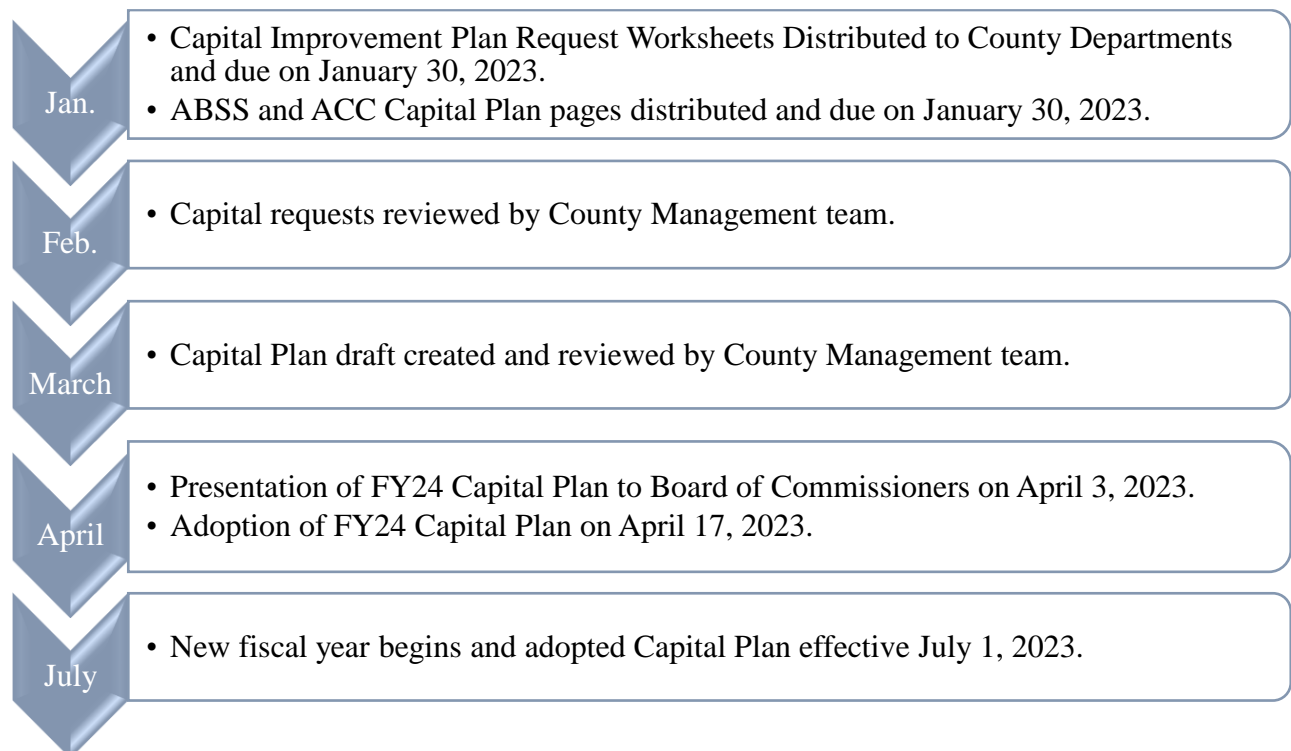 Jan.
• Capital Improvement Plan Request Worksheets Distributed to County Departments
and due on January 30, 2023.
• ABSS and ACC Capital Plan pages distributed and due on January 30, 2023.
Feb.
• Capital requests reviewed by County Management team.
March
• Capital Plan draft created and reviewed by County Management team.
April
• Presentation of FY24 Capital Plan to Board of Commissioners on April 3, 2023.
• Adoption of FY24 Capital Plan on April 17, 2023.
July
• New fiscal year begins and adopted Capital Plan effective July 1, 2023.